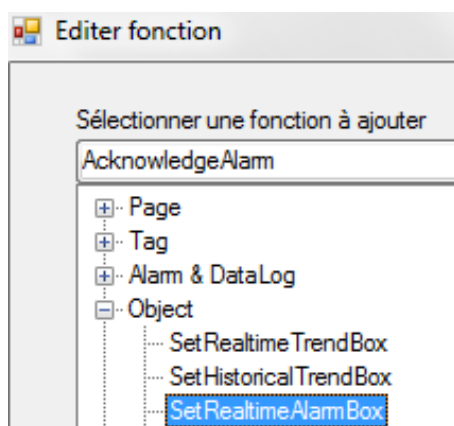 Editer fonction
Sélectionner une fonction à ajouter
AcknowledgeAlarm
Page
Tag
Alarm & DataLog
Object
SetRealtimeTrendBox
SetHistoricalTrendBox
SetRealtimeAlarmBox